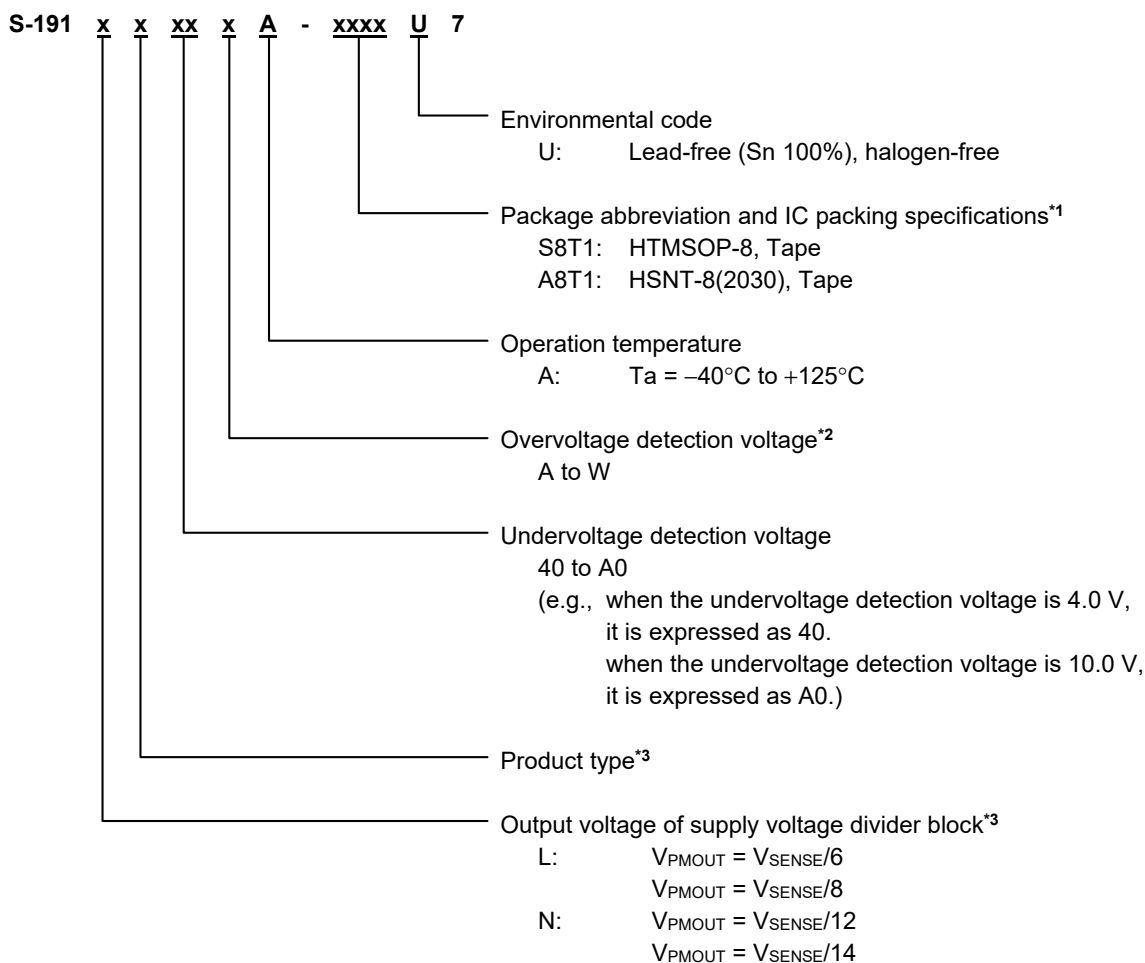 S-191 x x xx x A - xxxx U 7
Environmental code
U: Lead-free (Sn 100%), halogen-free
Package abbreviation and IC packing specifications*1
S8T1: HTMSOP-8, Tape
A8T1: HSNT-8(2030), Tape
Operation temperature
A: Ta = −40°C to +125°C
Overvoltage detection voltage*2
A to W
Undervoltage detection voltage
40 to A0
(e.g., when the undervoltage detection voltage is 4.0 V,
it is expressed as 40.
when the undervoltage detection voltage is 10.0 V,
it is expressed as A0.)
Product type*3
Output voltage of supply voltage divider block*3
L: VPMOUT = VSENSE/6
VPMOUT = VSENSE/8
N: VPMOUT = VSENSE/12
VPMOUT = VSENSE/14